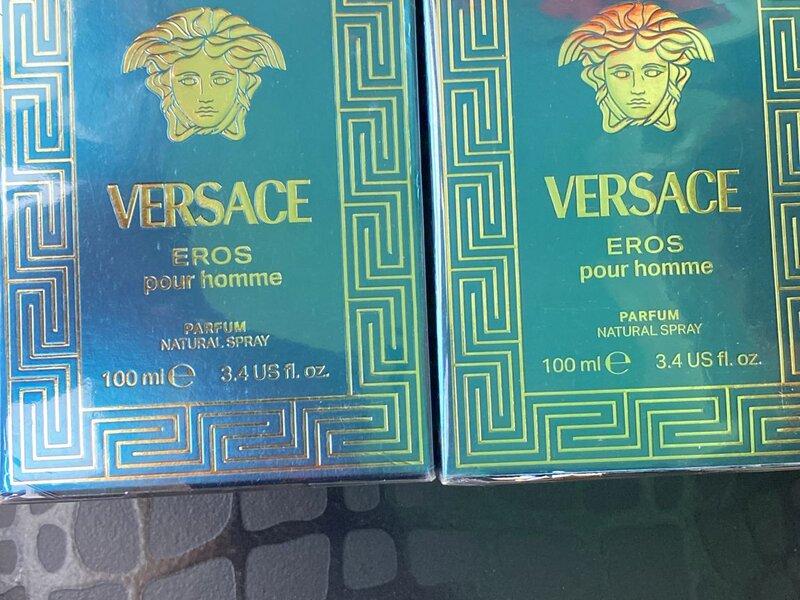 VERSACE
EROS
pour homme
PARFUM
NATURAL SPRAY
100 ml ℮ 3.4 US fl. oz.
VERSACE
EROS
pour homme
PARFUM
NATURAL SPRAY
100 ml ℮ 3.4 US fl. oz.